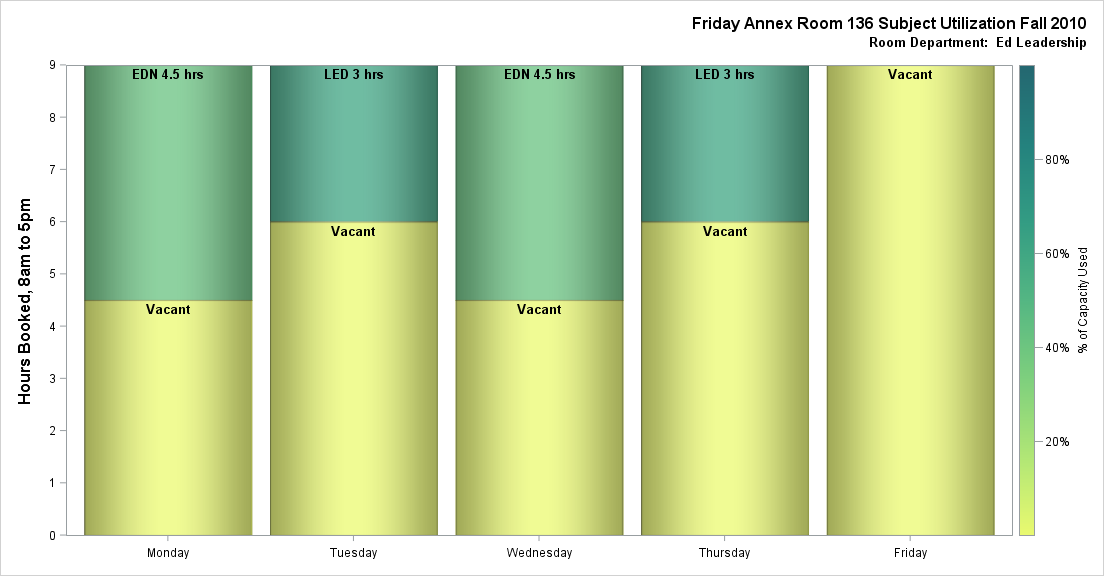 Friday Annex Room 136 Subject Utilization Fall 2010
Room Department:  Ed Leadership
Hours Booked, 8am to 5pm
9
8
7
6
5
4
3
2
1
0
EDN 4.5 hrs
Vacant
LED 3 hrs
Vacant
EDN 4.5 hrs
Vacant
LED 3 hrs
Vacant
Vacant
Monday
Tuesday
Wednesday
Thursday
Friday
80%
60%
40%
20%
% of Capacity Used